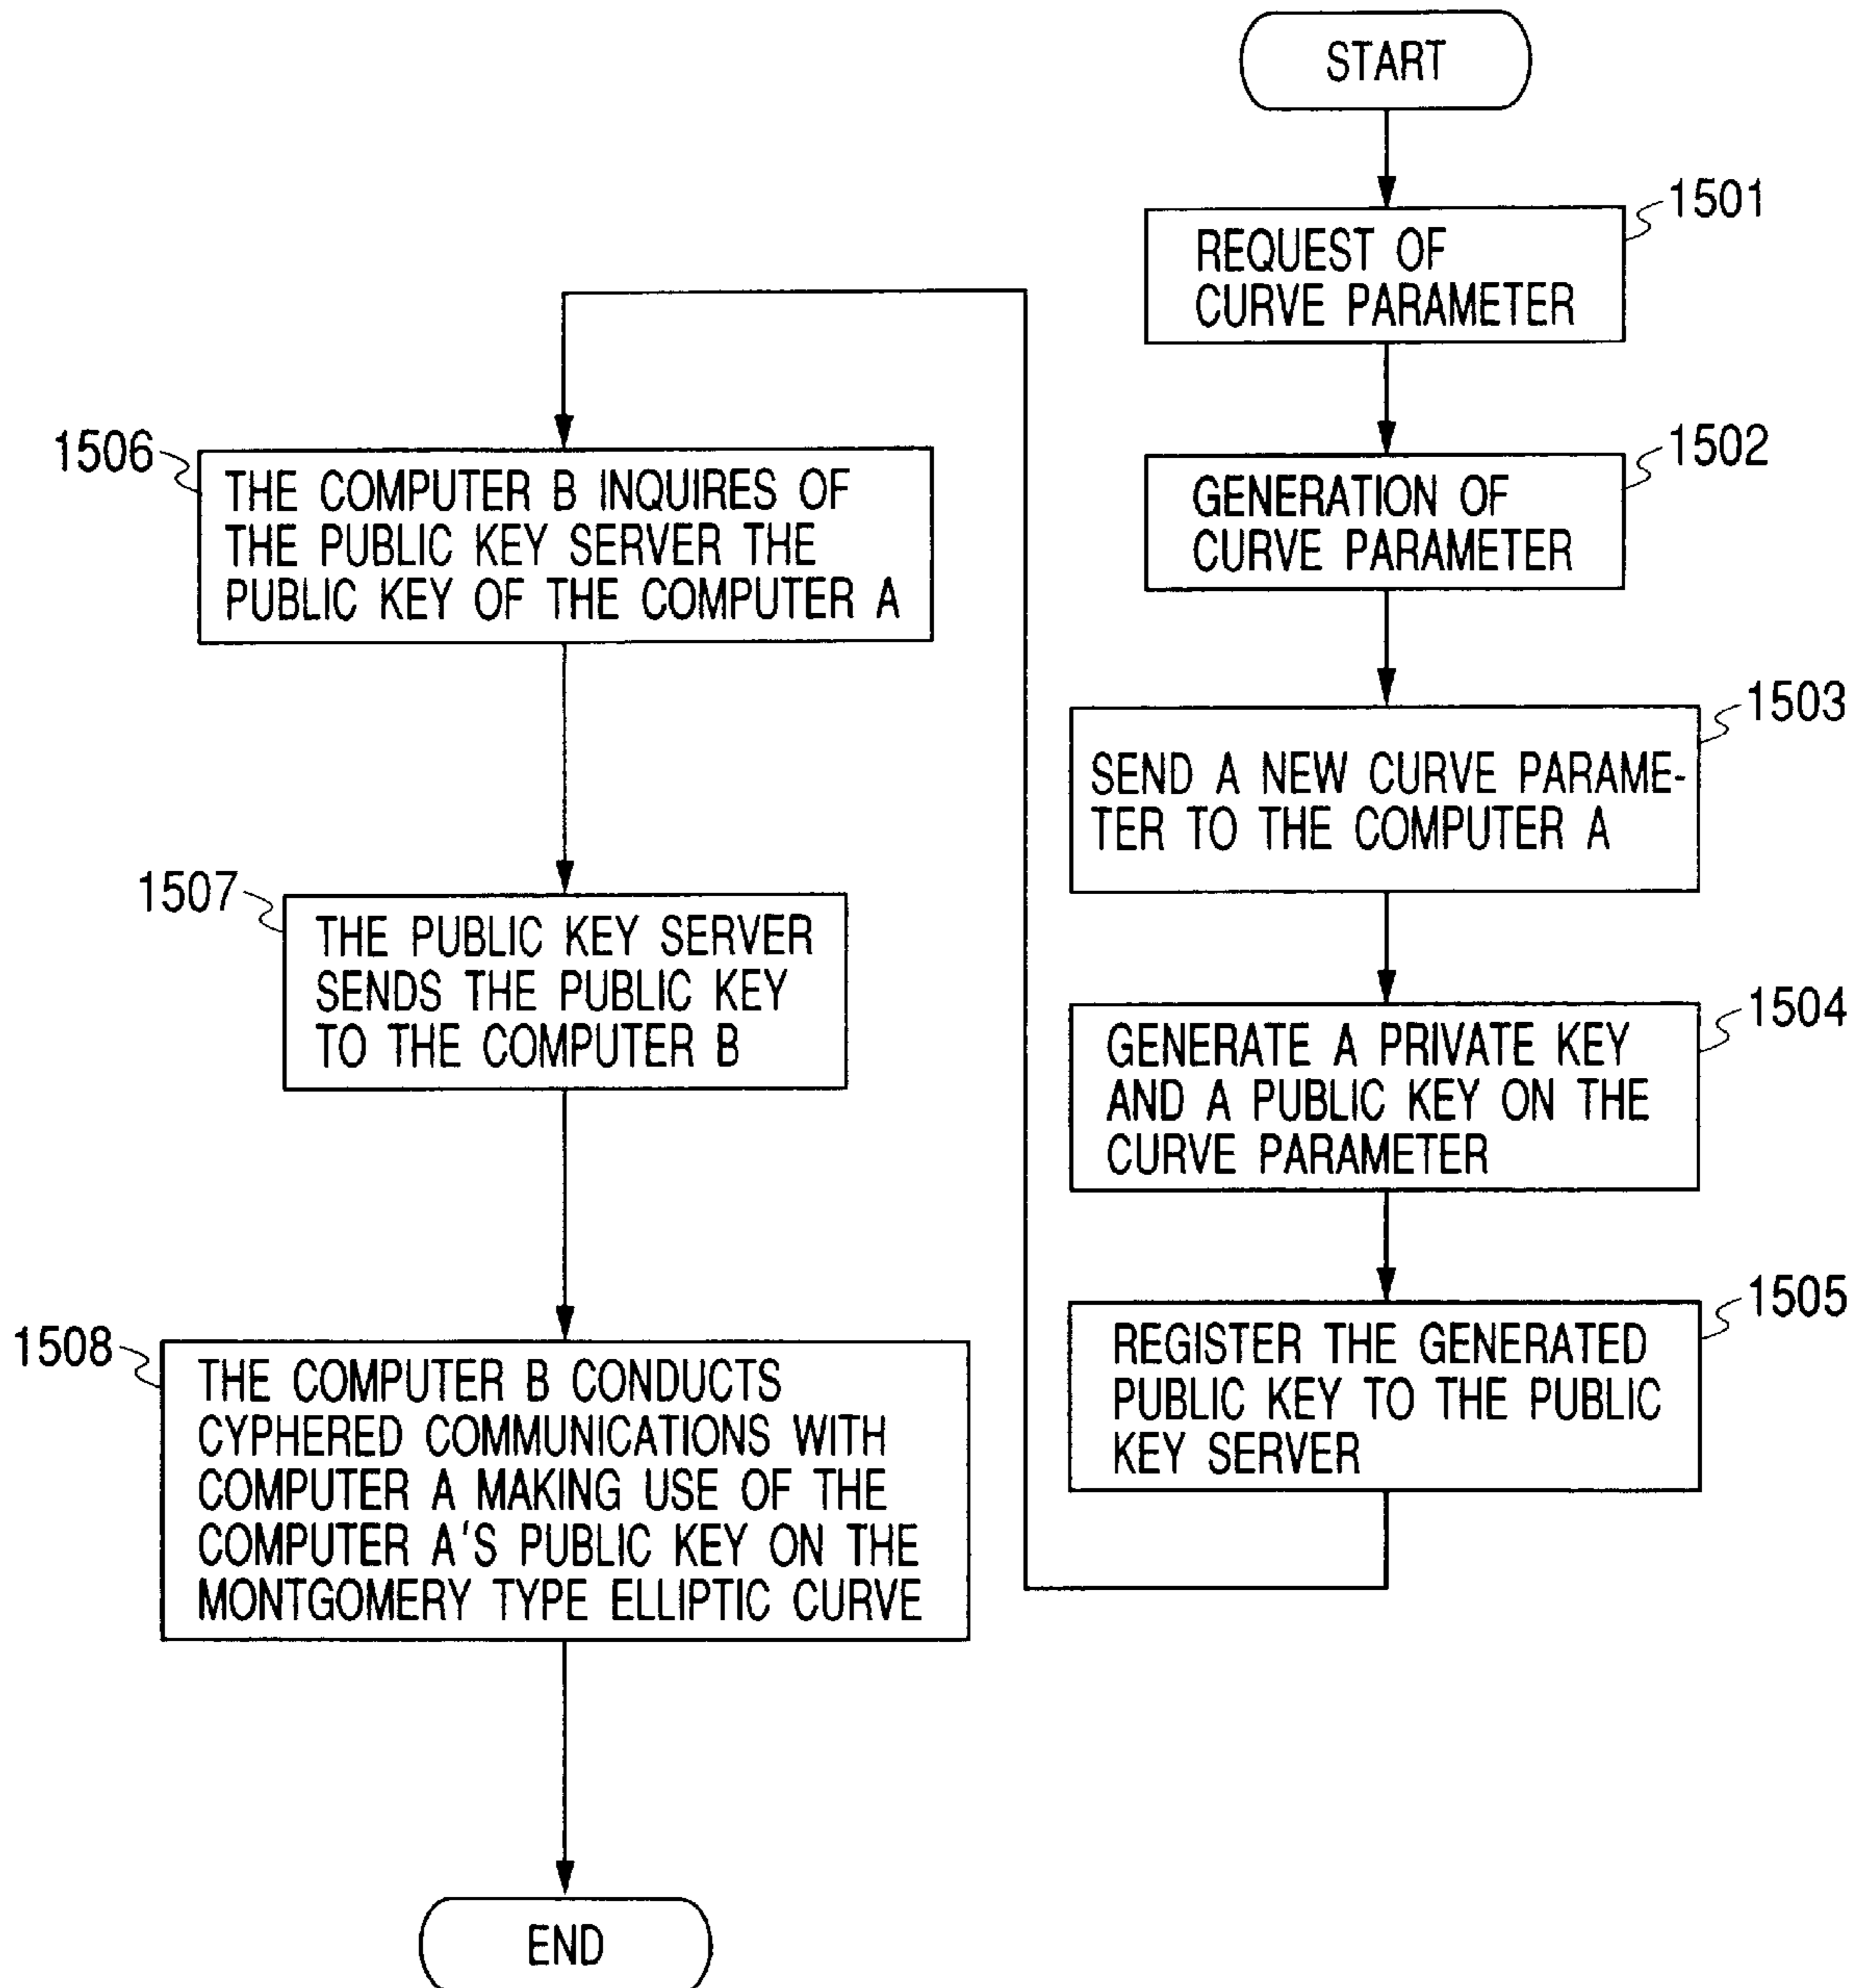 START
1501
REQUEST OF
CURVE PARAMETER
1502
GENERATION OF
CURVE PARAMETER
1503
SEND A NEW CURVE PARAME-
TER TO THE COMPUTER A
1504
GENERATE A PRIVATE KEY
AND A PUBLIC KEY ON THE
CURVE PARAMETER
1505
REGISTER THE GENERATED
PUBLIC KEY TO THE PUBLIC
KEY SERVER
1506
THE COMPUTER B INQUIRES OF
THE PUBLIC KEY SERVER THE
PUBLIC KEY OF THE COMPUTER A
1507
THE PUBLIC KEY SERVER
SENDS THE PUBLIC KEY
TO THE COMPUTER B
1508
THE COMPUTER B CONDUCTS
CYPHERED COMMUNICATIONS WITH
COMPUTER A MAKING USE OF THE
COMPUTER A'S PUBLIC KEY ON THE
MONTGOMERY TYPE ELLIPTIC CURVE
END